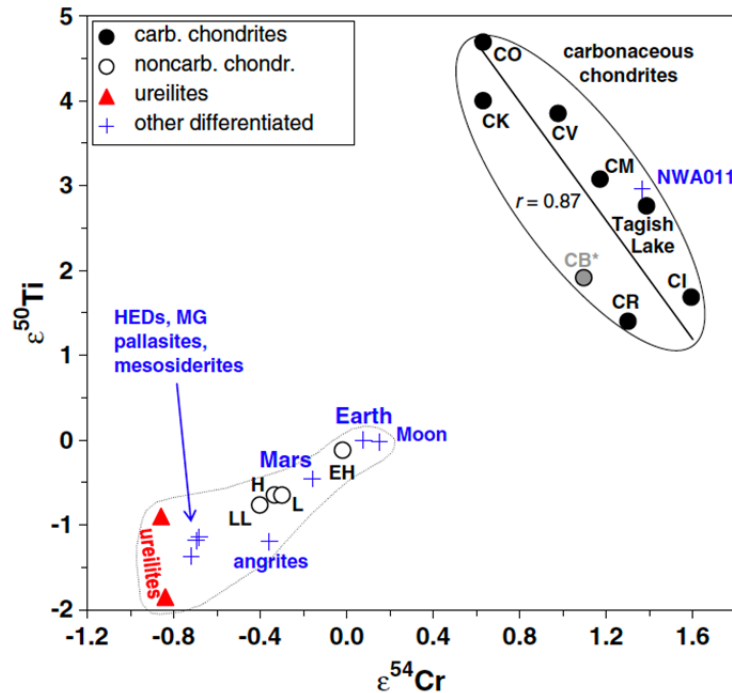 5
4
3
2
1
0
-1
-2
ε⁵⁰Ti
carb. chondrites
noncarb. chondr.
ureilites
other differentiated
CO
carbonaceous
chondrites
CK
CV
CM
NWA011
r = 0.87
Tagish
Lake
CB*
CI
CR
HEDs, MG
pallasites,
mesosiderites
Earth
Moon
Mars
EH
H
L
LL
angrites
ureilites
-1.2
-0.8
-0.4
0.0
0.4
0.8
1.2
1.6
ε⁵⁴Cr